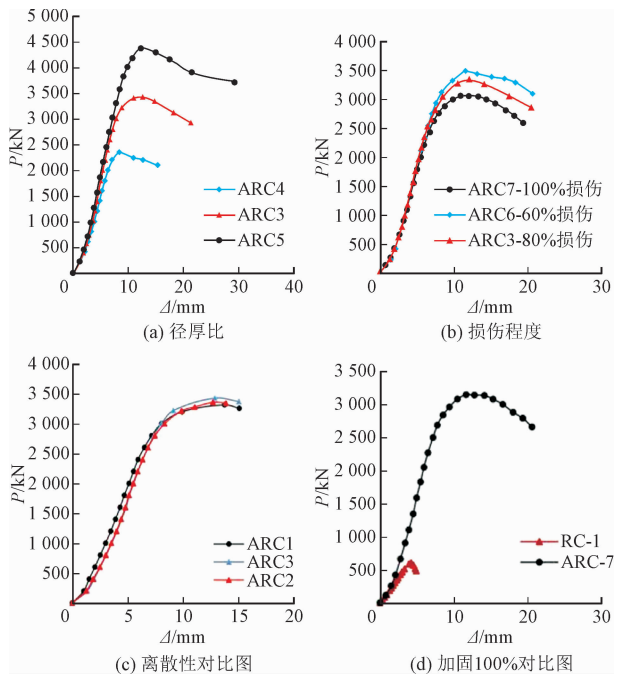 5 000
4 500
4 000
3 500
3 000
2 500
2 000
1 500
1 000
500
P/kN
ARC4
ARC3
ARC5
0 10 20 30 40
Δ/mm
(a) 径厚比
4 000
3 500
3 000
2 500
2 000
1 500
1 000
500
P/kN
ARC7-100%损伤
ARC6-60%损伤
ARC3-80%损伤
0 10 20 30
Δ/mm
(b) 损伤程度
4 000
3 500
3 000
2 500
2 000
1 500
1 000
500
P/kN
ARC1
ARC3
ARC2
0 5 10 15 20
Δ/mm
(c) 离散性对比图
3 500
3 000
2 500
2 000
1 500
1 000
500
P/kN
RC-1
ARC-7
0 10 20 30
Δ/mm
(d) 加固100%对比图